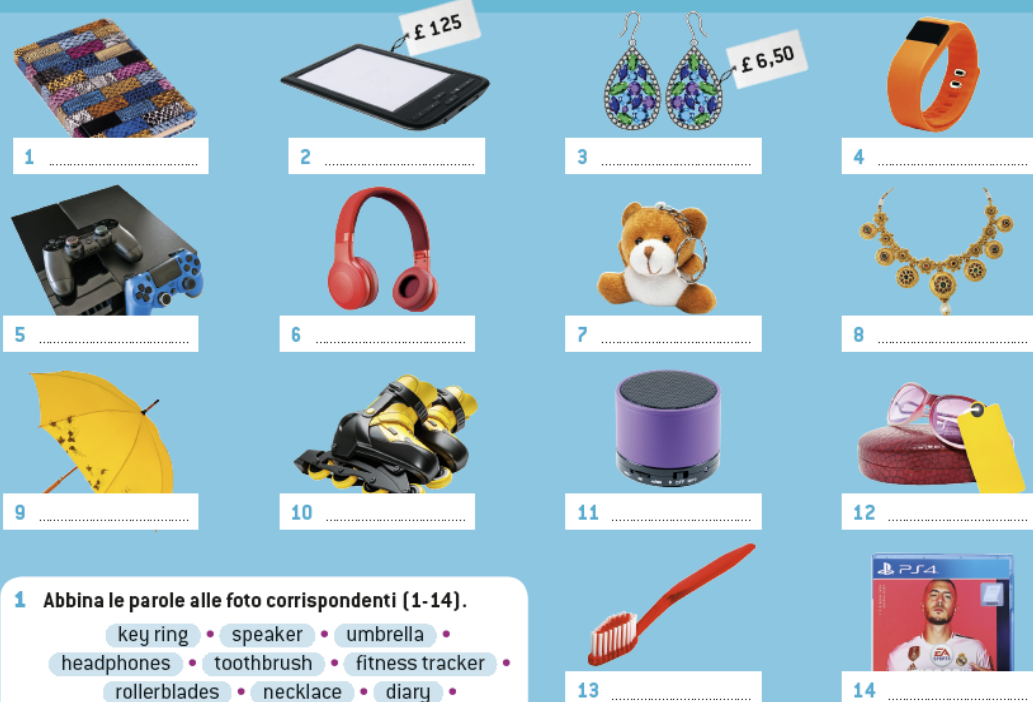 £ 125
£ 6,50
1 ..............................
2 ..............................
3 ..............................
4 ..............................
5 ..............................
6 ..............................
7 ..............................
8 ..............................
9 ..............................
10 ..............................
11 ..............................
12 ..............................
PS4
EA
SPORTS
13 ..............................
14 ..............................
1 Abbina le parole alle foto corrispondenti (1-14).
key ring • speaker • umbrella •
headphones • toothbrush • fitness tracker •
rollerblades • necklace • diary •